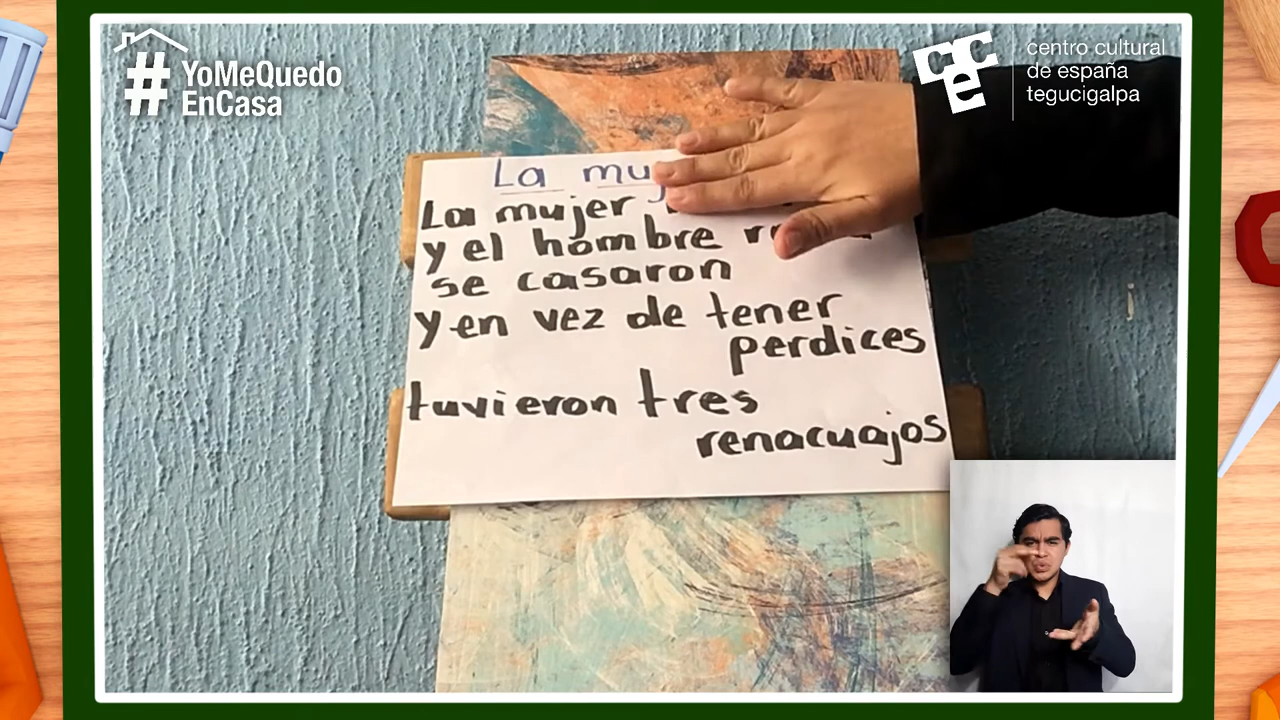 # YoMeQuedo
EnCasa
cec
centro cultural
de españa
tegucigalpa
La
La mujer
y el hombre
se casaron
y en vez de tener
perdices
tuvieron tres
renacuajos